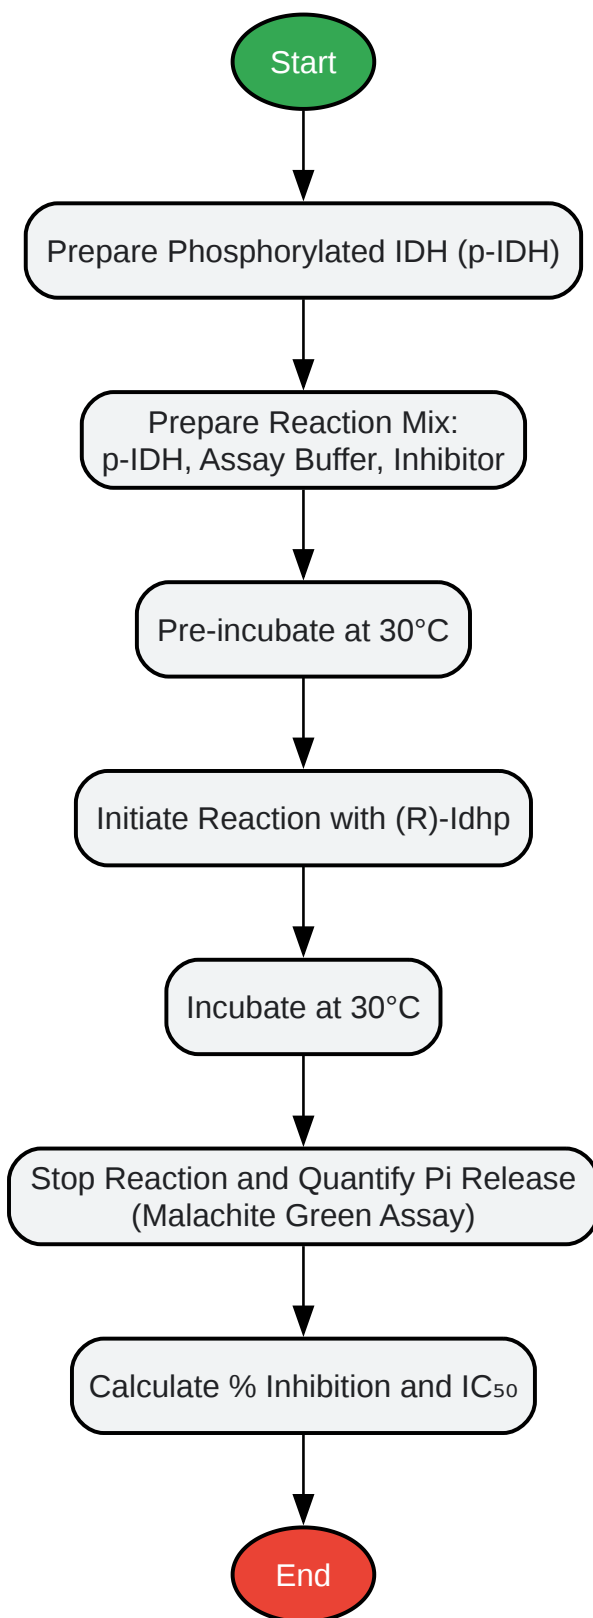 Start
Prepare Phosphorylated IDH (p-IDH)
Prepare Reaction Mix:
p-IDH, Assay Buffer, Inhibitor
Pre-incubate at 30°C
Initiate Reaction with (R)-Idhp
Incubate at 30°C
Stop Reaction and Quantify Pi Release
(Malachite Green Assay)
Calculate % Inhibition and IC₅₀
End